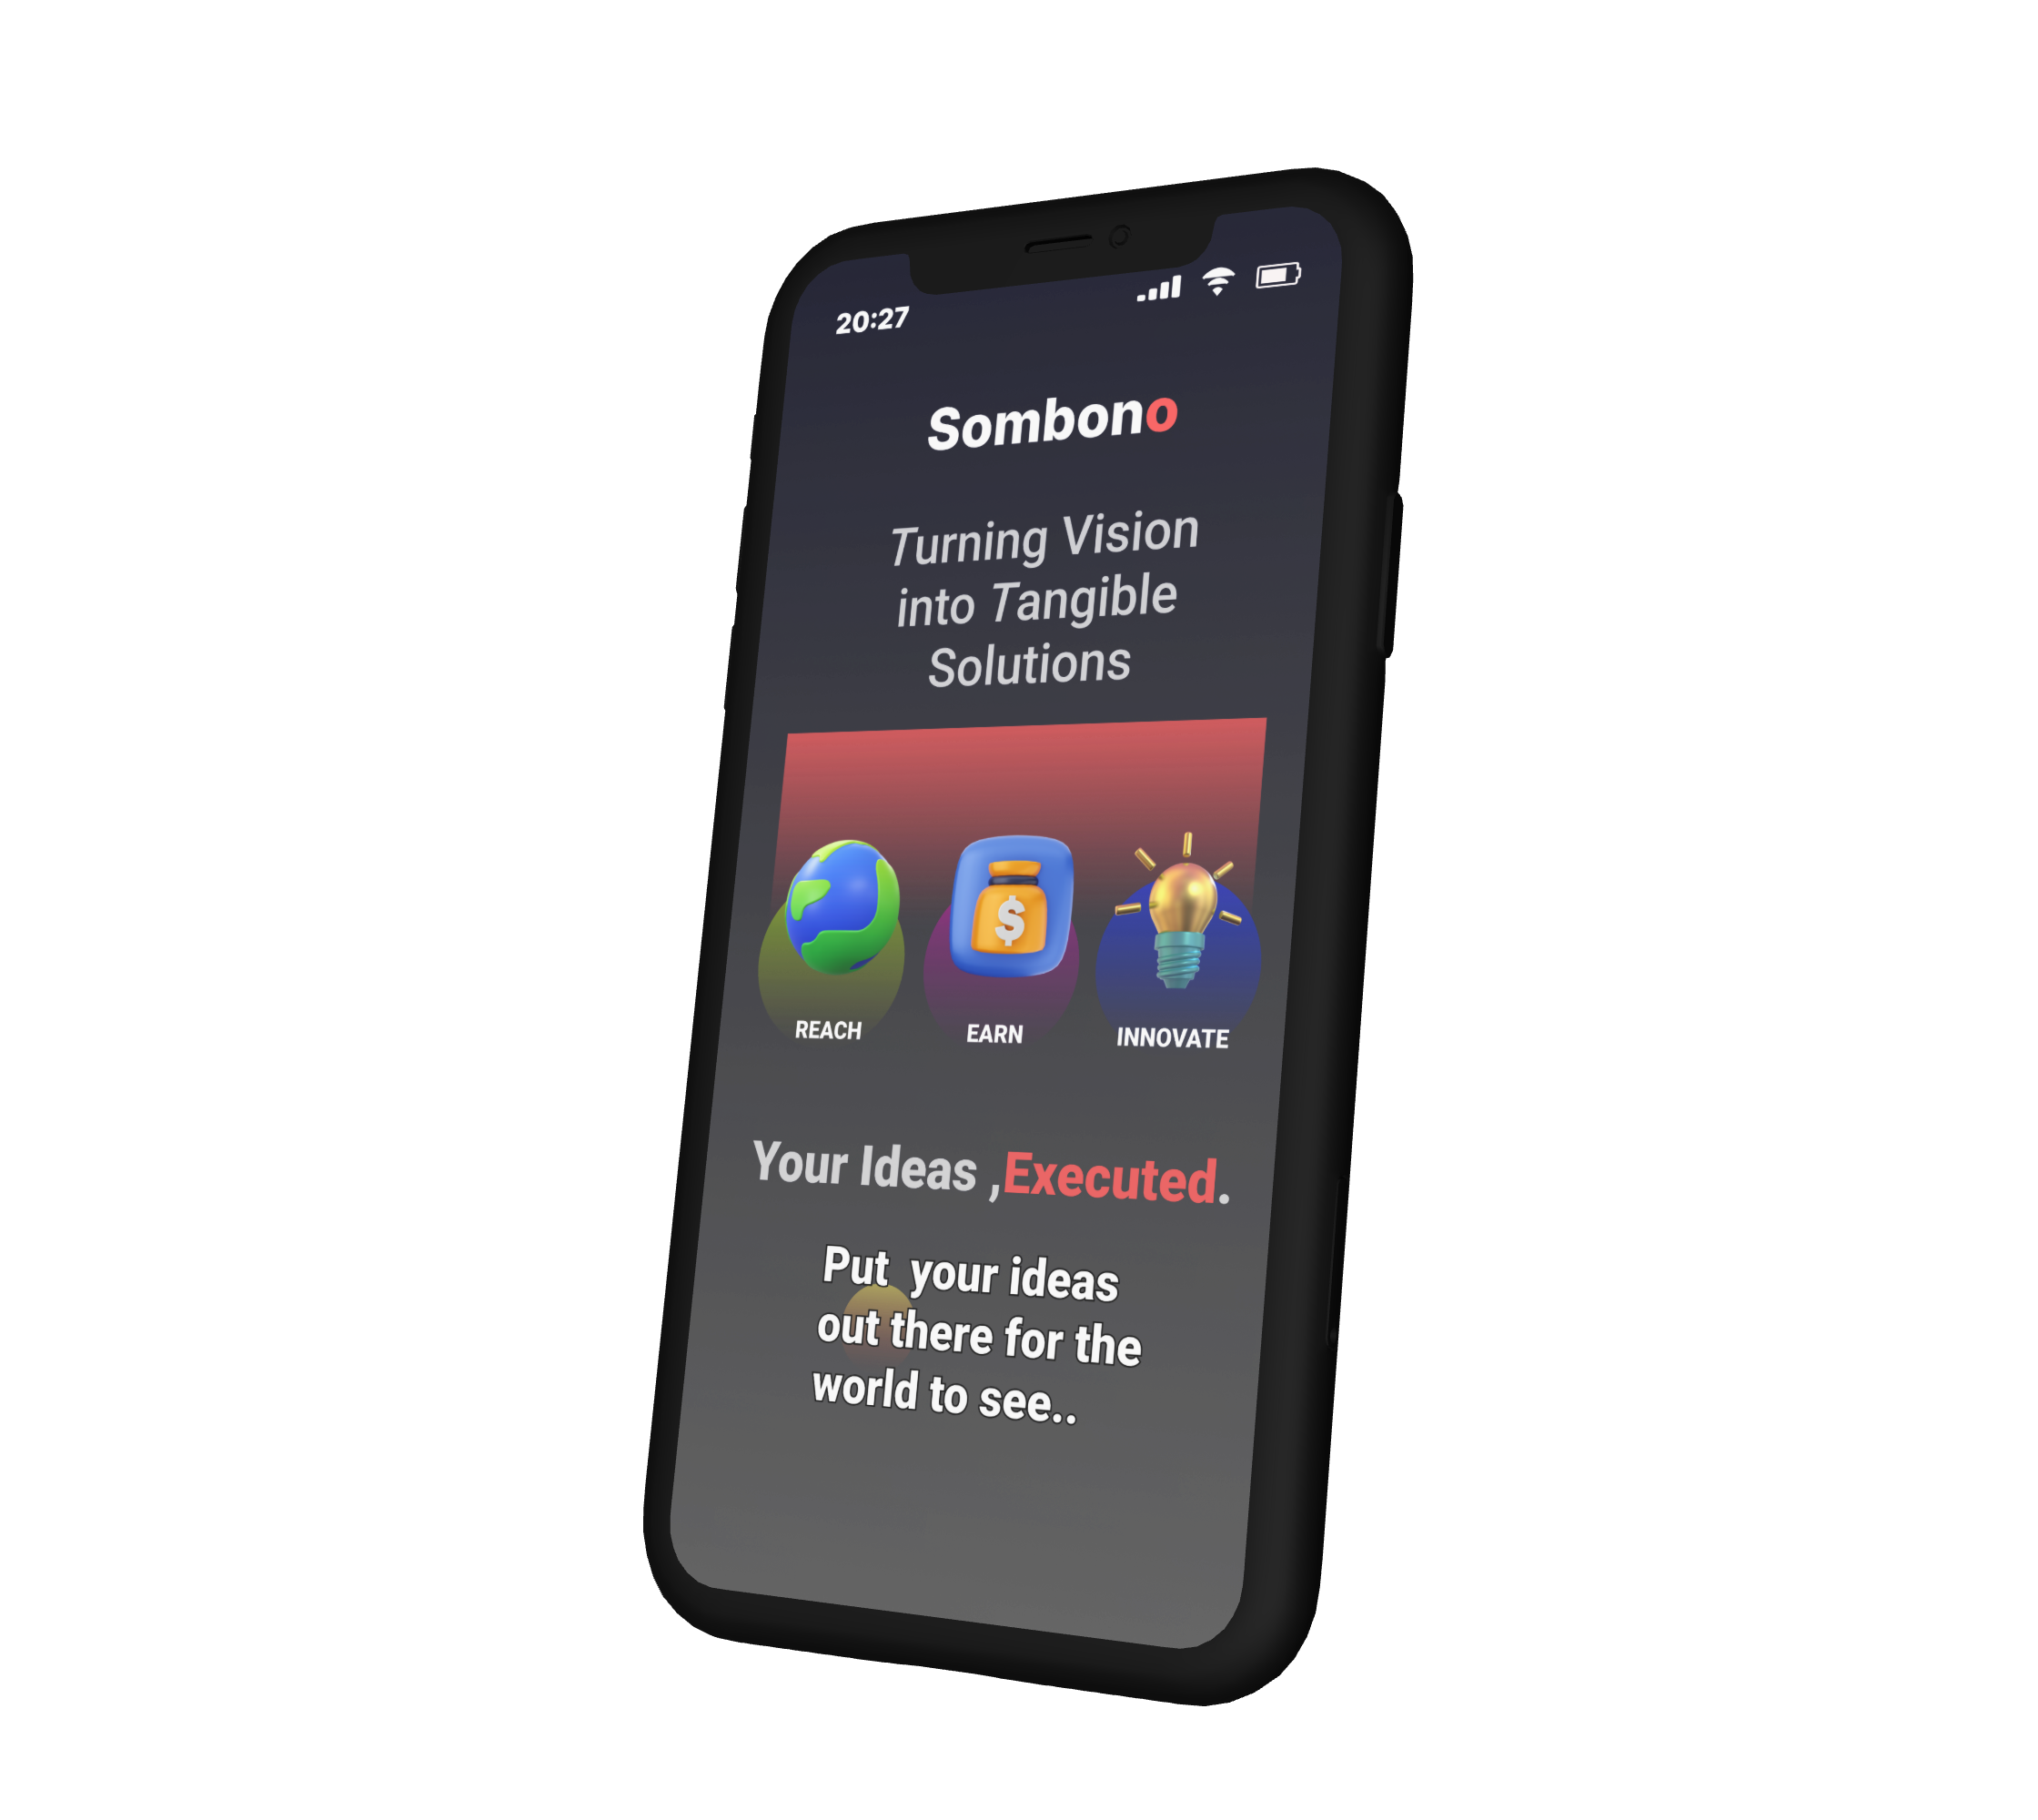 20:27
Sombono
Turning Vision
into Tangible
Solutions
$
REACH
EARN
INNOVATE
Your Ideas ,Executed.
Put  your ideas
out there for the
world to see..